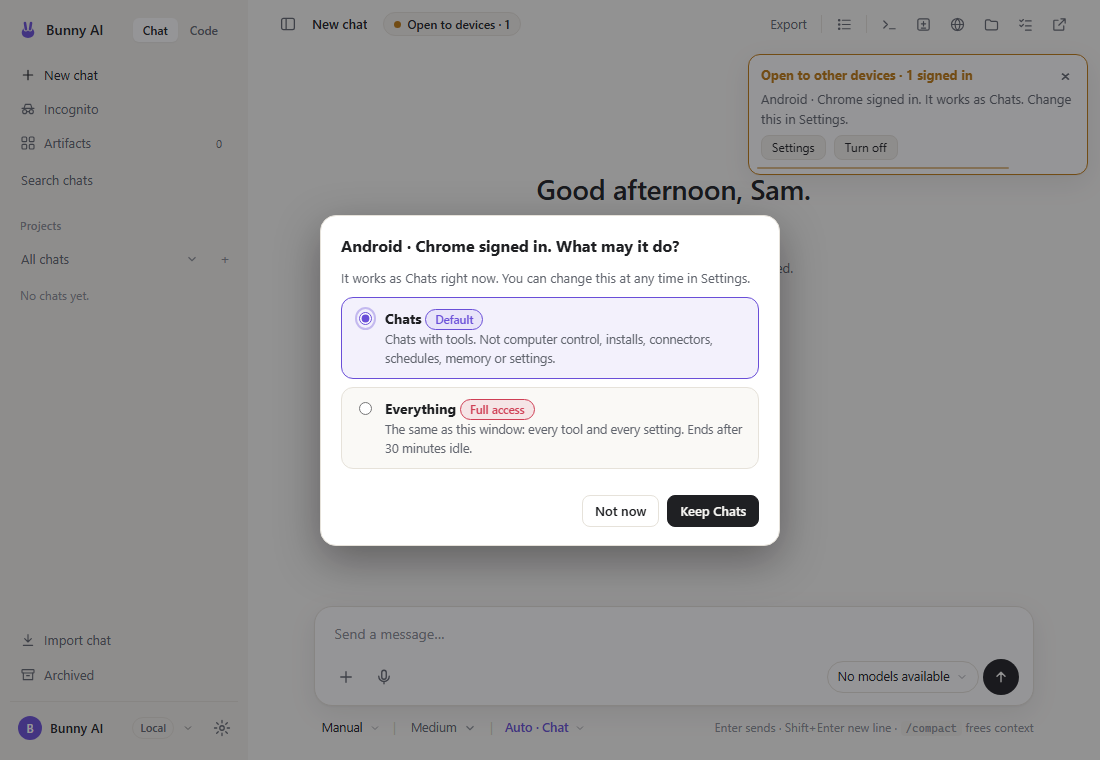 Bunny AI
Chat
Code
New chat
Open to devices · 1
Export
New chat
Incognito
Artifacts
0
Search chats
Projects
All chats
No chats yet.
Open to other devices · 1 signed in
Android · Chrome signed in. It works as Chats. Change
this in Settings.
Settings
Turn off
Good afternoon, Sam.
ed.
Android · Chrome signed in. What may it do?
It works as Chats right now. You can change this at any time in Settings.
Chats Default
Chats with tools. Not computer control, installs, connectors,
schedules, memory or settings.
Everything Full access
The same as this window: every tool and every setting. Ends after
30 minutes idle.
Not now
Keep Chats
Send a message...
No models available
Import chat
Archived
B
Bunny AI
Local
Manual
Medium
Auto · Chat
Enter sends · Shift+Enter new line · /compact frees context